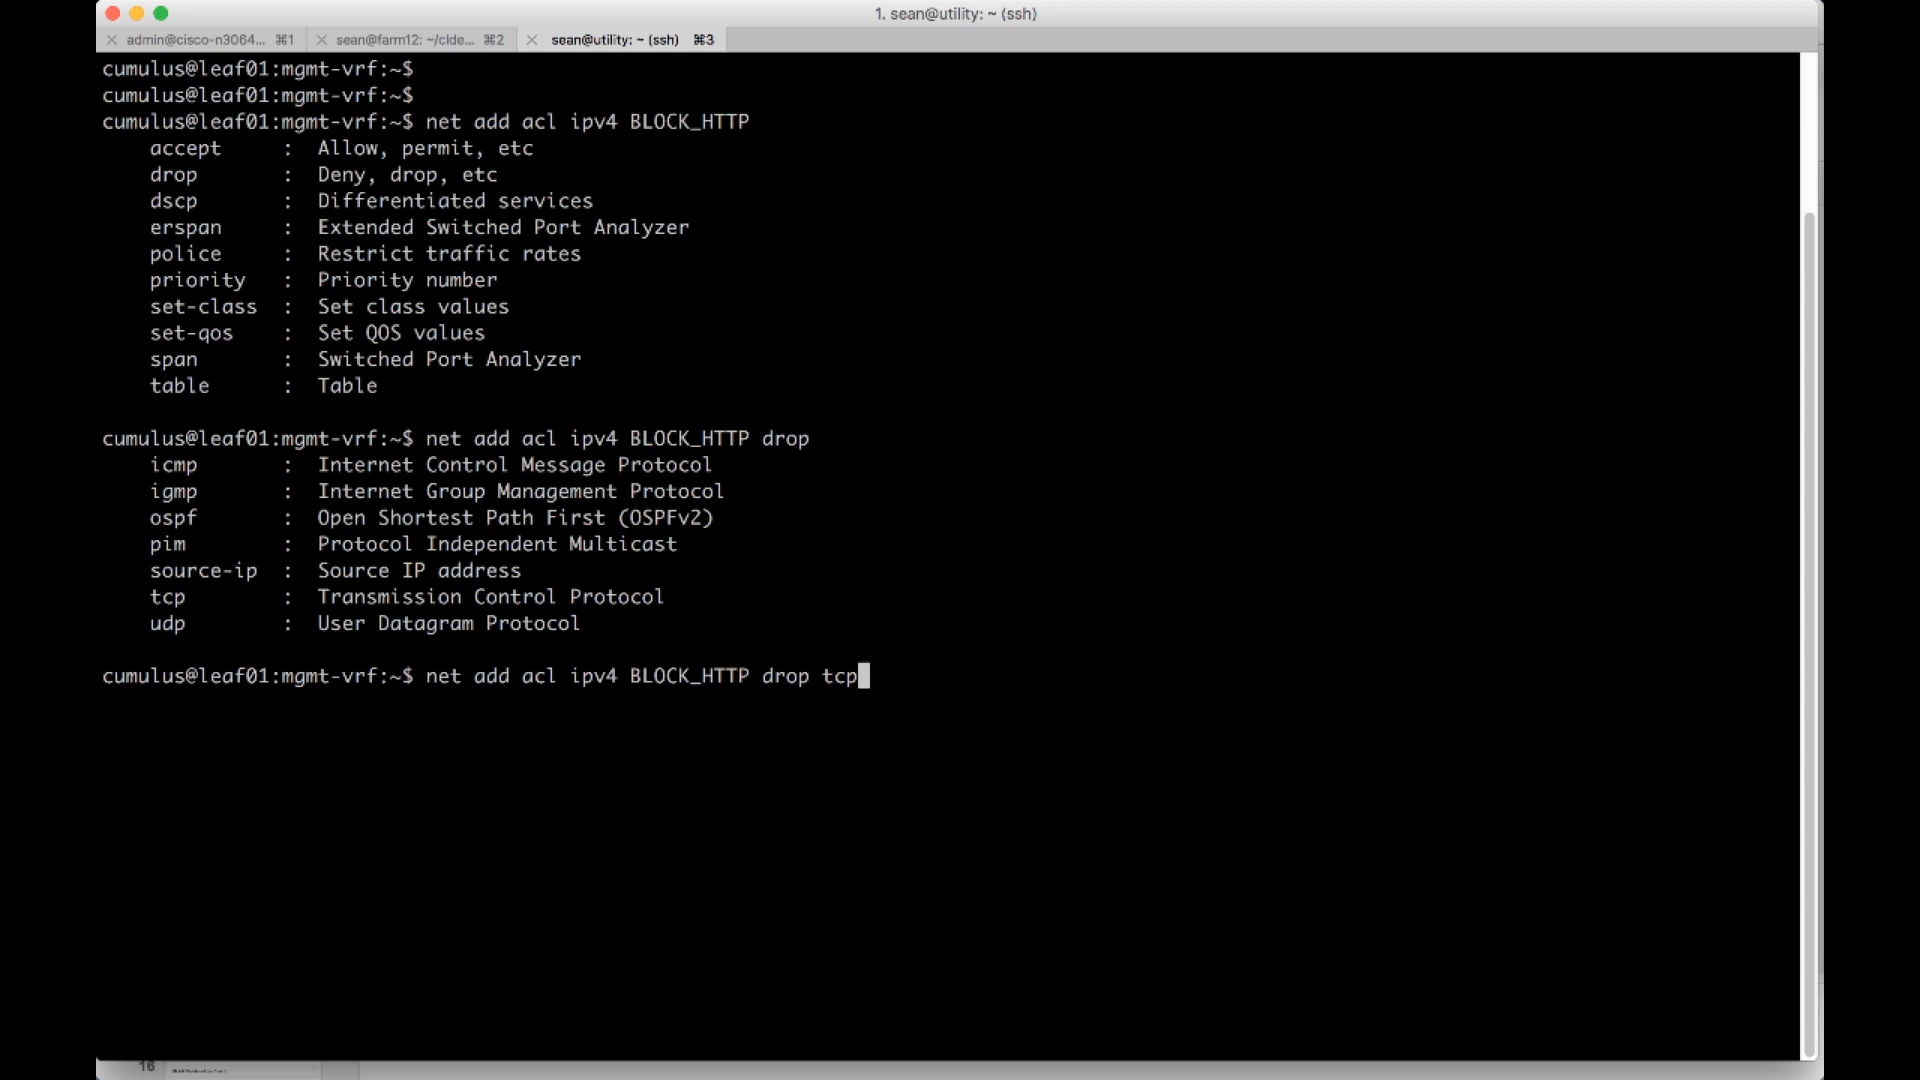 1. sean@utility: ~ (ssh)
admin@cisco-n3064... ⌘1 sean@farm12: ~/clde... ⌘2 sean@utility: ~ (ssh) ⌘3
cumulus@leaf01:mgmt-vrf:~$
cumulus@leaf01:mgmt-vrf:~$
cumulus@leaf01:mgmt-vrf:~$ net add acl ipv4 BLOCK_HTTP
accept : Allow, permit, etc
drop : Deny, drop, etc
dscp : Differentiated services
erspan : Extended Switched Port Analyzer
police : Restrict traffic rates
priority : Priority number
set-class : Set class values
set-qos : Set QOS values
span : Switched Port Analyzer
table : Table
cumulus@leaf01:mgmt-vrf:~$ net add acl ipv4 BLOCK_HTTP drop
icmp : Internet Control Message Protocol
igmp : Internet Group Management Protocol
ospf : Open Shortest Path First (OSPFv2)
pim : Protocol Independent Multicast
source-ip : Source IP address
tcp : Transmission Control Protocol
udp : User Datagram Protocol
cumulus@leaf01:mgmt-vrf:~$ net add acl ipv4 BLOCK_HTTP drop tcp
16